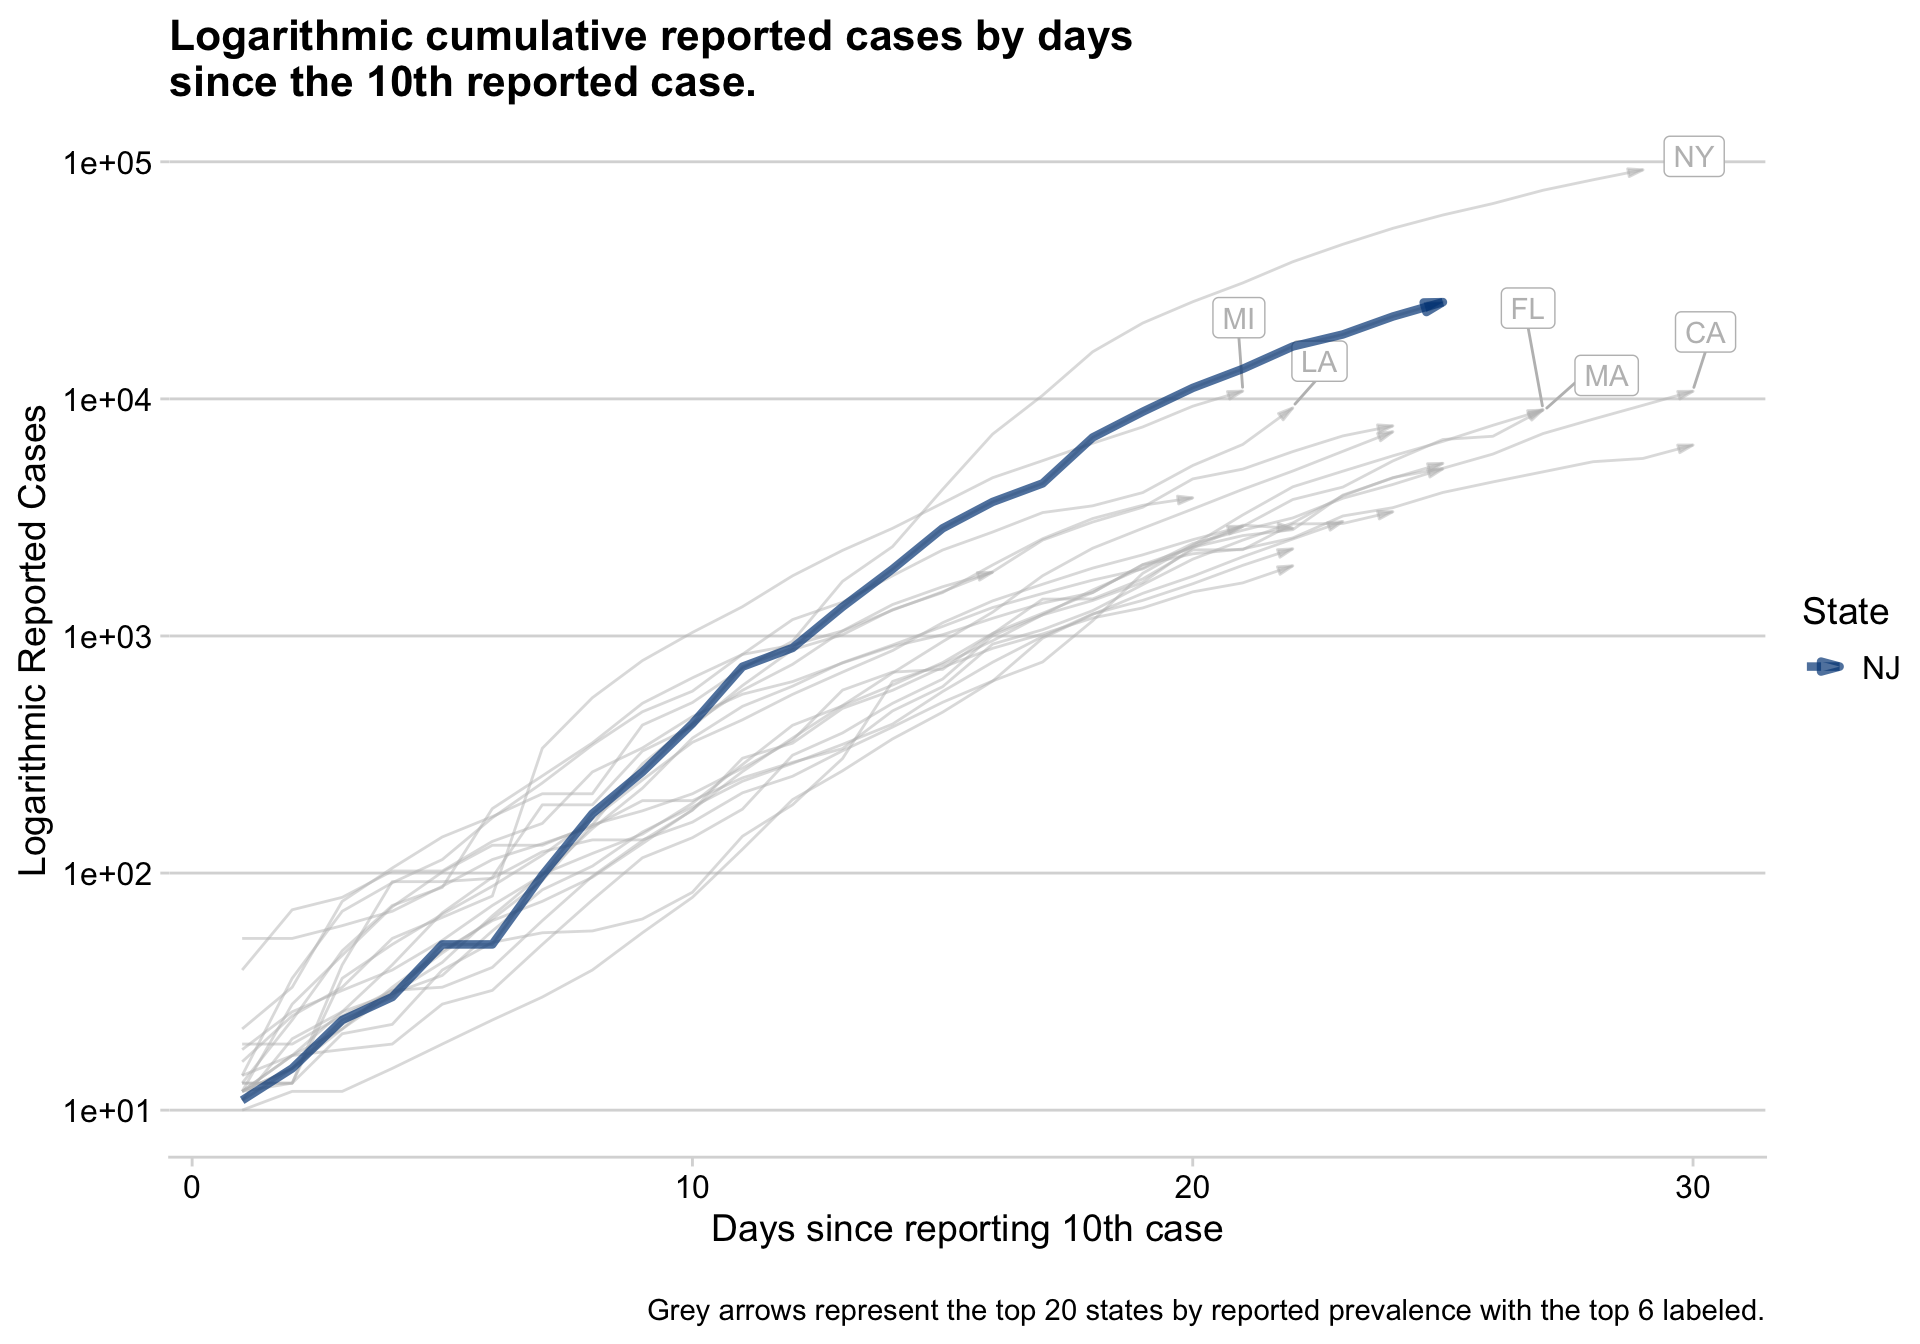 Logarithmic cumulative reported cases by days
since the 10th reported case.
1e+05
1e+04
1e+03
1e+02
1e+01
Logarithmic Reported Cases
NY
MI
LA
FL
MA
CA
State
NJ
0 10 20 30
Days since reporting 10th case
Grey arrows represent the top 20 states by reported prevalence with the top 6 labeled.